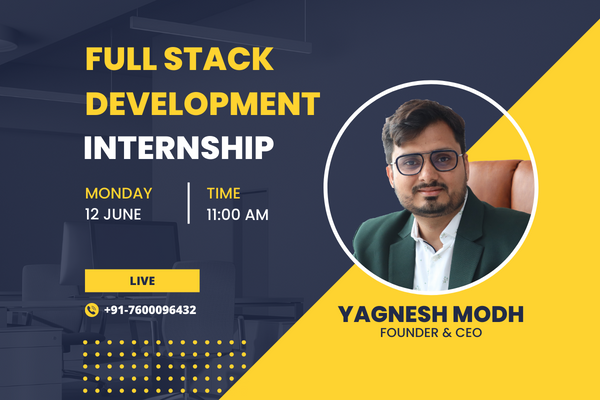 FULL STACK
DEVELOPMENT
INTERNSHIP
MONDAY
12 JUNE
TIME
11:00 AM
LIVE
+91-7600096432
YAGNESH MODH
FOUNDER & CEO